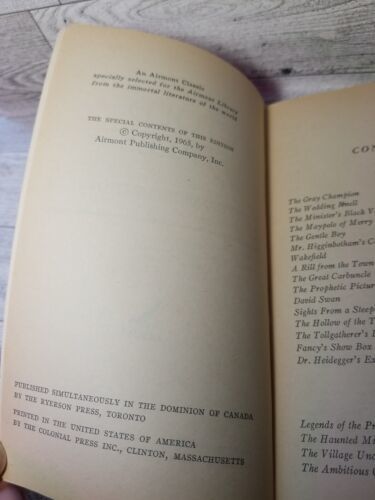 An Airmont Classic
specially selected for the Airmont Library
from the immortal literature of the world
THE SPECIAL CONTENTS OF THIS EDITION
© Copyright, 1965, by
Airmont Publishing Company, Inc.
PUBLISHED SIMULTANEOUSLY IN THE DOMINION OF CANADA
BY THE RYERSON PRESS, TORONTO
PRINTED IN THE UNITED STATES OF AMERICA
BY THE COLONIAL PRESS INC., CLINTON, MASSACHUSETTS
CON
The Gray Champion
The Wedding Knell
The Minister's Black V
The Maypole of Merry
The Gentle Boy
Mr. Higginbotham's C
Wakefield
A Rill from the Town
The Great Carbuncle
The Prophetic Pictur
David Swan
Sights From a Steep
The Hollow of the T
The Tollgatherer's D
Fancy's Show Box
Dr. Heidegger's Ex
Legends of the Pr
The Haunted Mi
The Village Unc
The Ambitious G